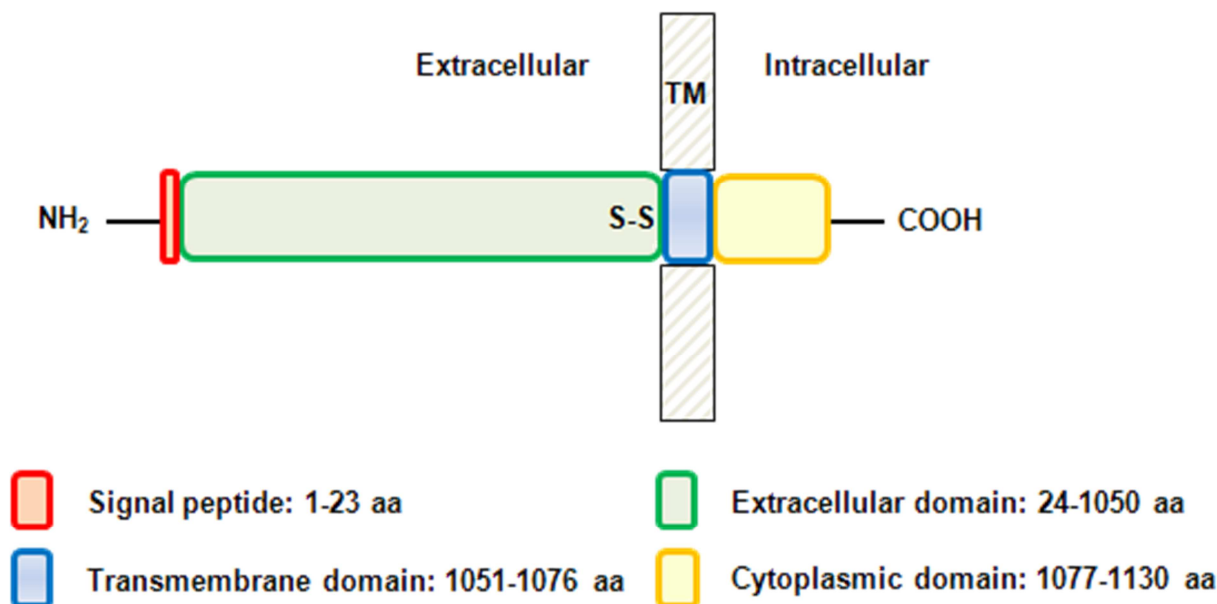 Extracellular
Intracellular
TM
NH₂
S-S
COOH
Signal peptide: 1-23 aa
Extracellular domain: 24-1050 aa
Transmembrane domain: 1051-1076 aa
Cytoplasmic domain: 1077-1130 aa